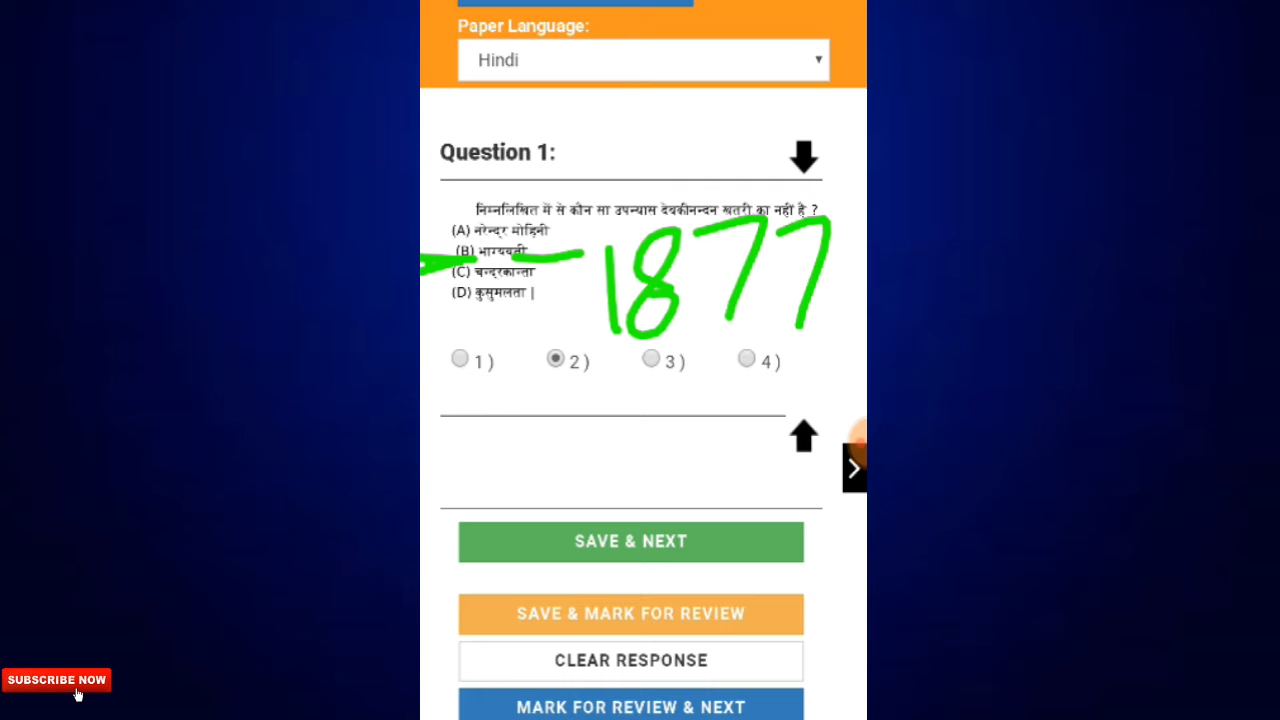 Paper Language:
Hindi
Question 1:
निम्नलिखित में से कौन सा उपन्यास देवकीनन्दन खतरी का नहीं है ?
(A) नरेन्द्र मोहिनी
(B) भाग्यवती – 1877
(C) चन्द्रकान्ता
(D) कुसुमलता |
1 ) 2 ) 3 ) 4 )
SAVE & NEXT
SAVE & MARK FOR REVIEW
CLEAR RESPONSE
MARK FOR REVIEW & NEXT
SUBSCRIBE NOW